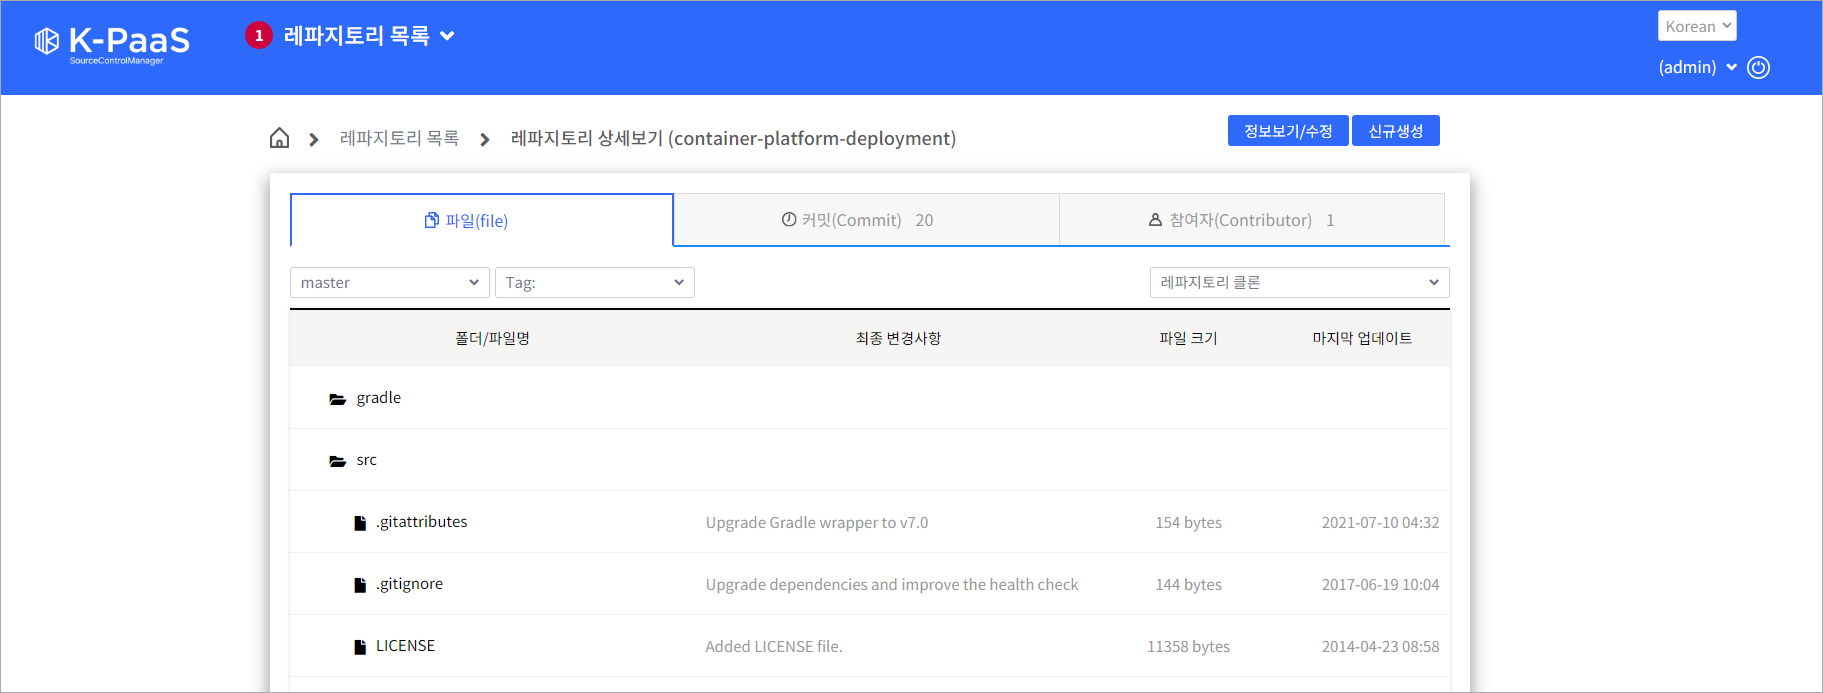 K-PaaS
SourceControlManager
1 레파지토리 목록
Korean
(admin)
레파지토리 목록 레파지토리 상세보기 (container-platform-deployment)
정보보기/수정 신규생성
파일(file) 커밋(Commit) 20 참여자(Contributor) 1
master Tag: 레파지토리 클론
폴더/파일명 최종 변경사항 파일 크기 마지막 업데이트
gradle
src
.gitattributes Upgrade Gradle wrapper to v7.0 154 bytes 2021-07-10 04:32
.gitignore Upgrade dependencies and improve the health check 144 bytes 2017-06-19 10:04
LICENSE Added LICENSE file. 11358 bytes 2014-04-23 08:58